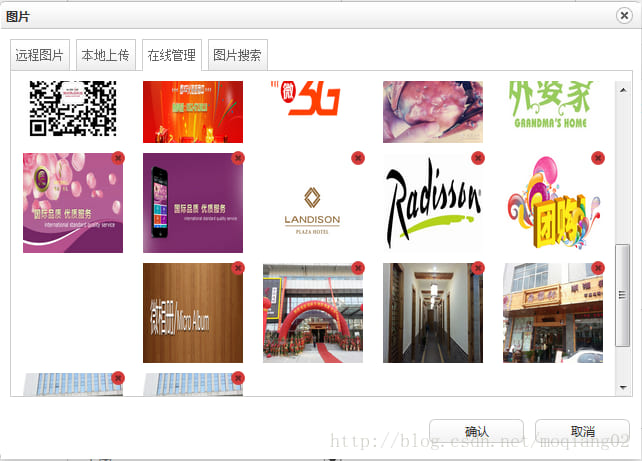 图片
远程图片
本地上传
在线管理
图片搜索
微
3G
外婆家
GRANDMA'S HOME
国际品质 优质服务
International standard quality service
国际品质 优质服务
International standard quality service
LANDISON
PLAZA HOTEL
Radisson
团购
微相册/Micro Album
确认
取消
http://blog.csdn.net/moqiang02